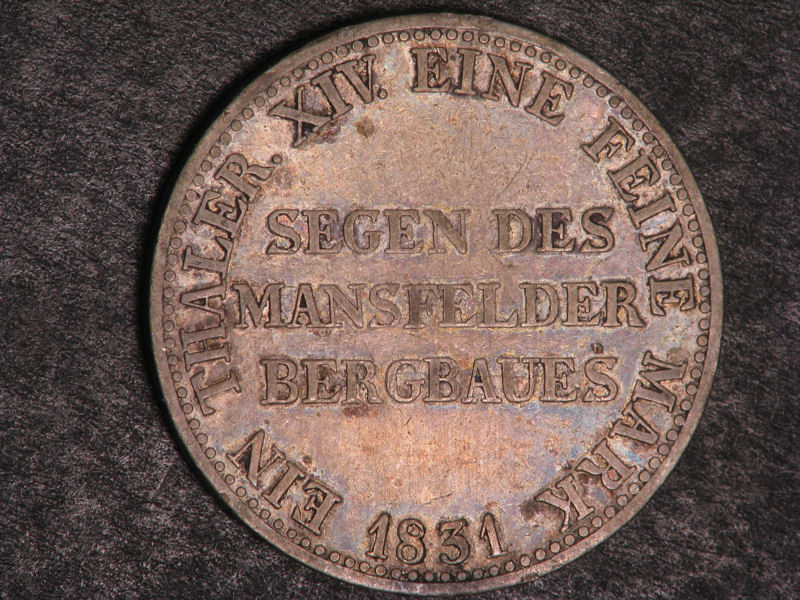 EIN THALER. XIV. EINE FEINE MARK
SEGEN DES
MANSFELDER
BERGBAUES
1831